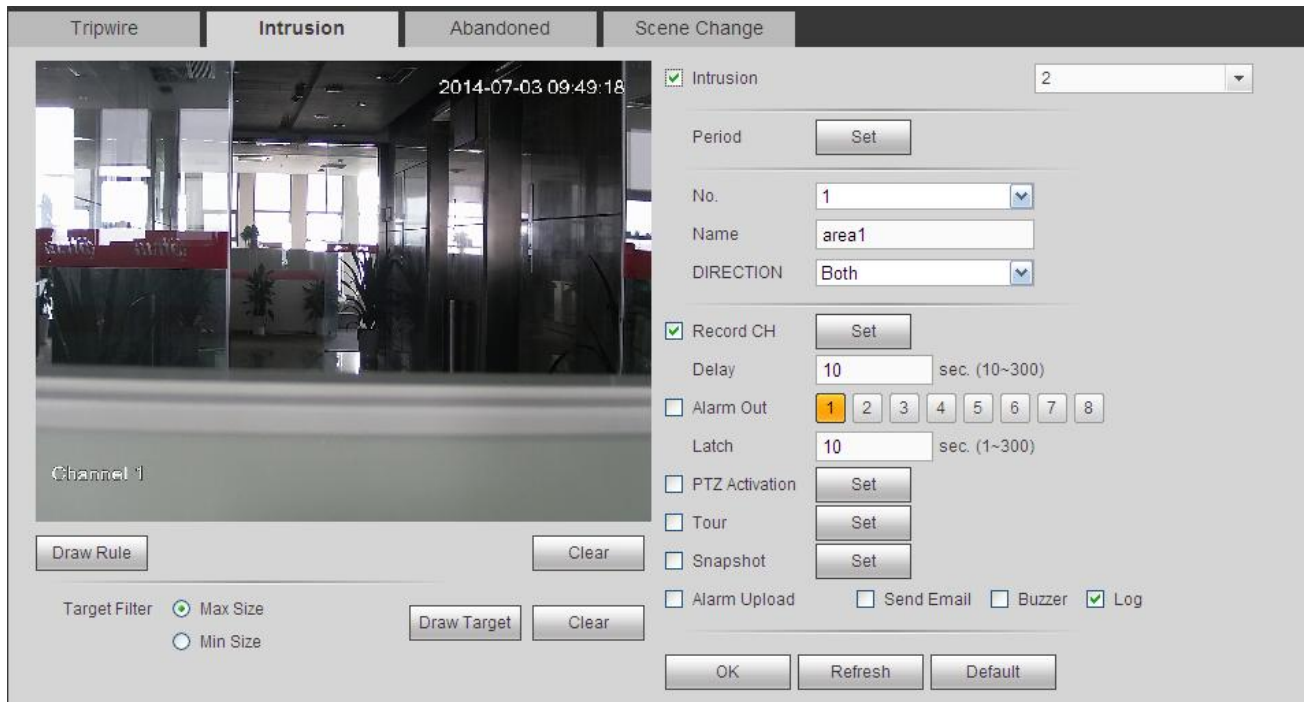 Tripwire Intrusion Abandoned Scene Change
2014-07-03 09:49:18
Channel 1
Draw Rule Clear
Target Filter Max Size
Min Size
Draw Target Clear
Intrusion 2
Period Set
No. 1
Name area1
DIRECTION Both
Record CH Set
Delay 10 sec. (10~300)
Alarm Out 1 2 3 4 5 6 7 8
Latch 10 sec. (1~300)
PTZ Activation Set
Tour Set
Snapshot Set
Alarm Upload Send Email Buzzer Log
OK Refresh Default